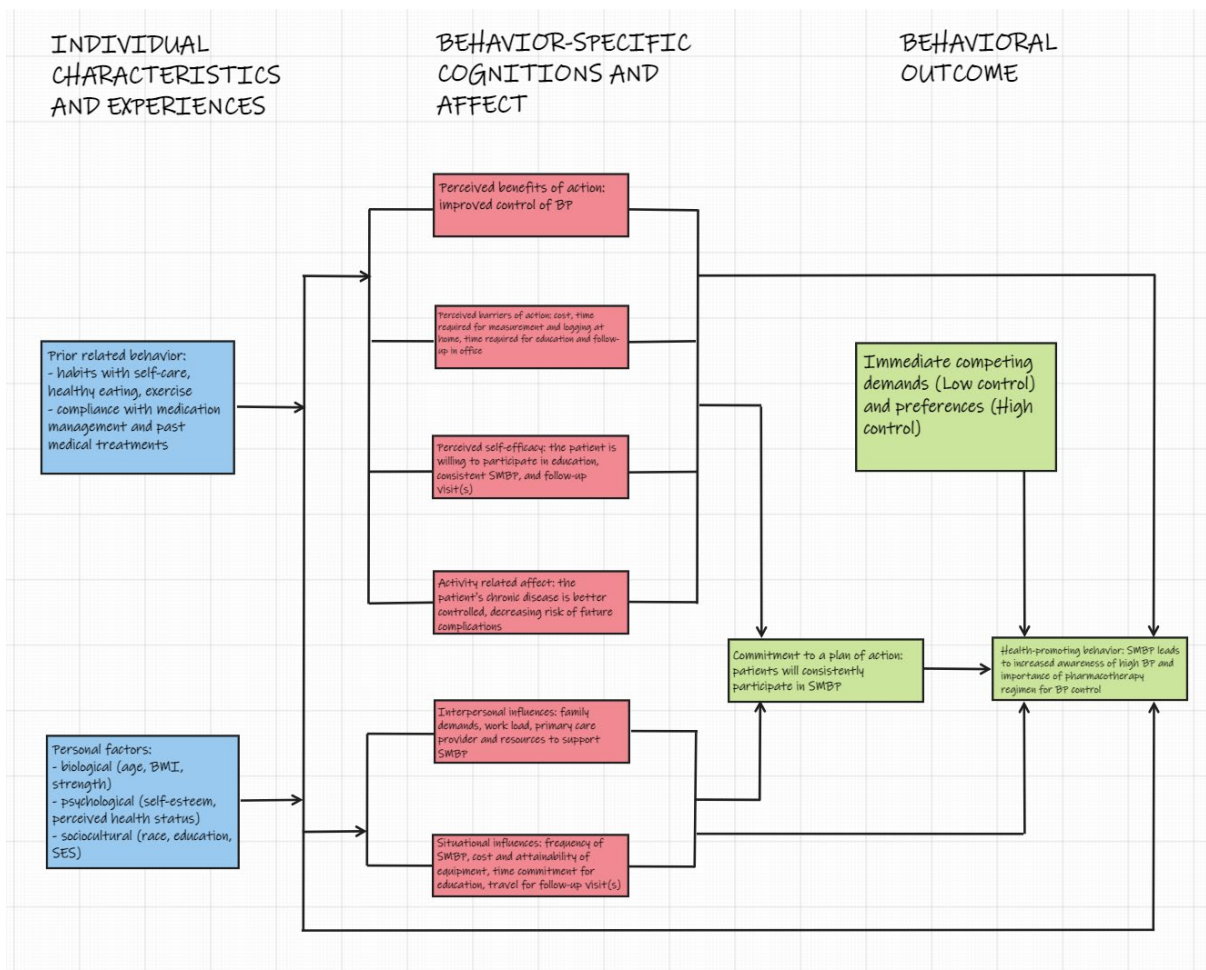 INDIVIDUAL
CHARACTERISTICS
AND EXPERIENCES
BEHAVIOR-SPECIFIC
COGNITIONS AND
AFFECT
BEHAVIORAL
OUTCOME
Prior related behavior:
- habits with self-care,
healthy eating, exercise
- compliance with medication
management and past
medical treatments
Personal factors:
- biological (age, BMI,
strength)
- psychological (self-esteem,
perceived health status)
- sociocultural (race, education,
SES)
Perceived benefits of action:
improved control of BP
Perceived barriers of action: cost, time
required for measurement and logging at
home, time required for education and follow-
up in office
Perceived self-efficacy: the patient is
willing to participate in education,
consistent SMBP, and follow-up
visit(s)
Activity related affect: the
patient's chronic disease is better
controlled, decreasing risk of future
complications
Interpersonal influences: family
demands, work load, primary care
provider and resources to support
SMBP
Situational influences: frequency of
SMBP, cost and attainability of
equipment, time commitment for
education, travel for follow-up visit(s)
Immediate competing
demands (Low control)
and preferences (High
control)
Commitment to a plan of action:
patients will consistently
participate in SMBP
Health-promoting behavior: SMBP leads
to increased awareness of high BP and
importance of pharmacotherapy
regimen for BP control